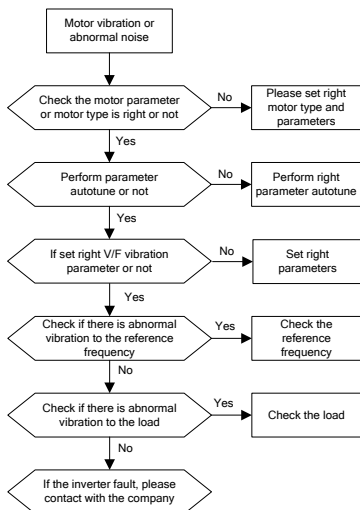 Motor vibration or
abnormal noise
Check the motor parameter
or motor type is right or not
No
Please set right
motor type and
parameters
Yes
Perform parameter
autotune or not
No
Perform right
parameter autotune
Yes
If set right V/F vibration
parameter or not
No
Set right
parameters
Yes
Check if there is abnormal
vibration to the reference
frequency
Yes
Check the
reference
frequency
No
Check if there is abnormal
vibration to the load
Yes
Check the load
No
If the inverter fault, please
contact with the company